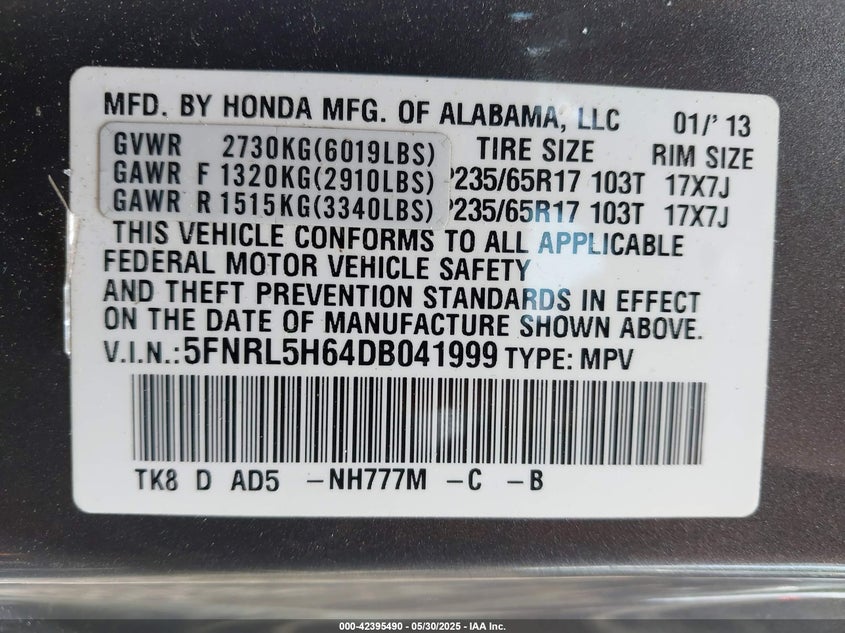 MFD. BY HONDA MFG. OF ALABAMA, LLC 01/' 13
GVWR 2730KG(6019LBS) TIRE SIZE RIM SIZE
GAWR F 1320KG(2910LBS) P235/65R17 103T 17X7J
GAWR R 1515KG(3340LBS) P235/65R17 103T 17X7J
THIS VEHICLE CONFORMS TO ALL APPLICABLE
FEDERAL MOTOR VEHICLE SAFETY
AND THEFT PREVENTION STANDARDS IN EFFECT
ON THE DATE OF MANUFACTURE SHOWN ABOVE.
V.I.N.:5FNRL5H64DB041999 TYPE: MPV
TK8 D AD5 -NH777M -C -B
000-42395490 - 05/30/2025 - IAA Inc.